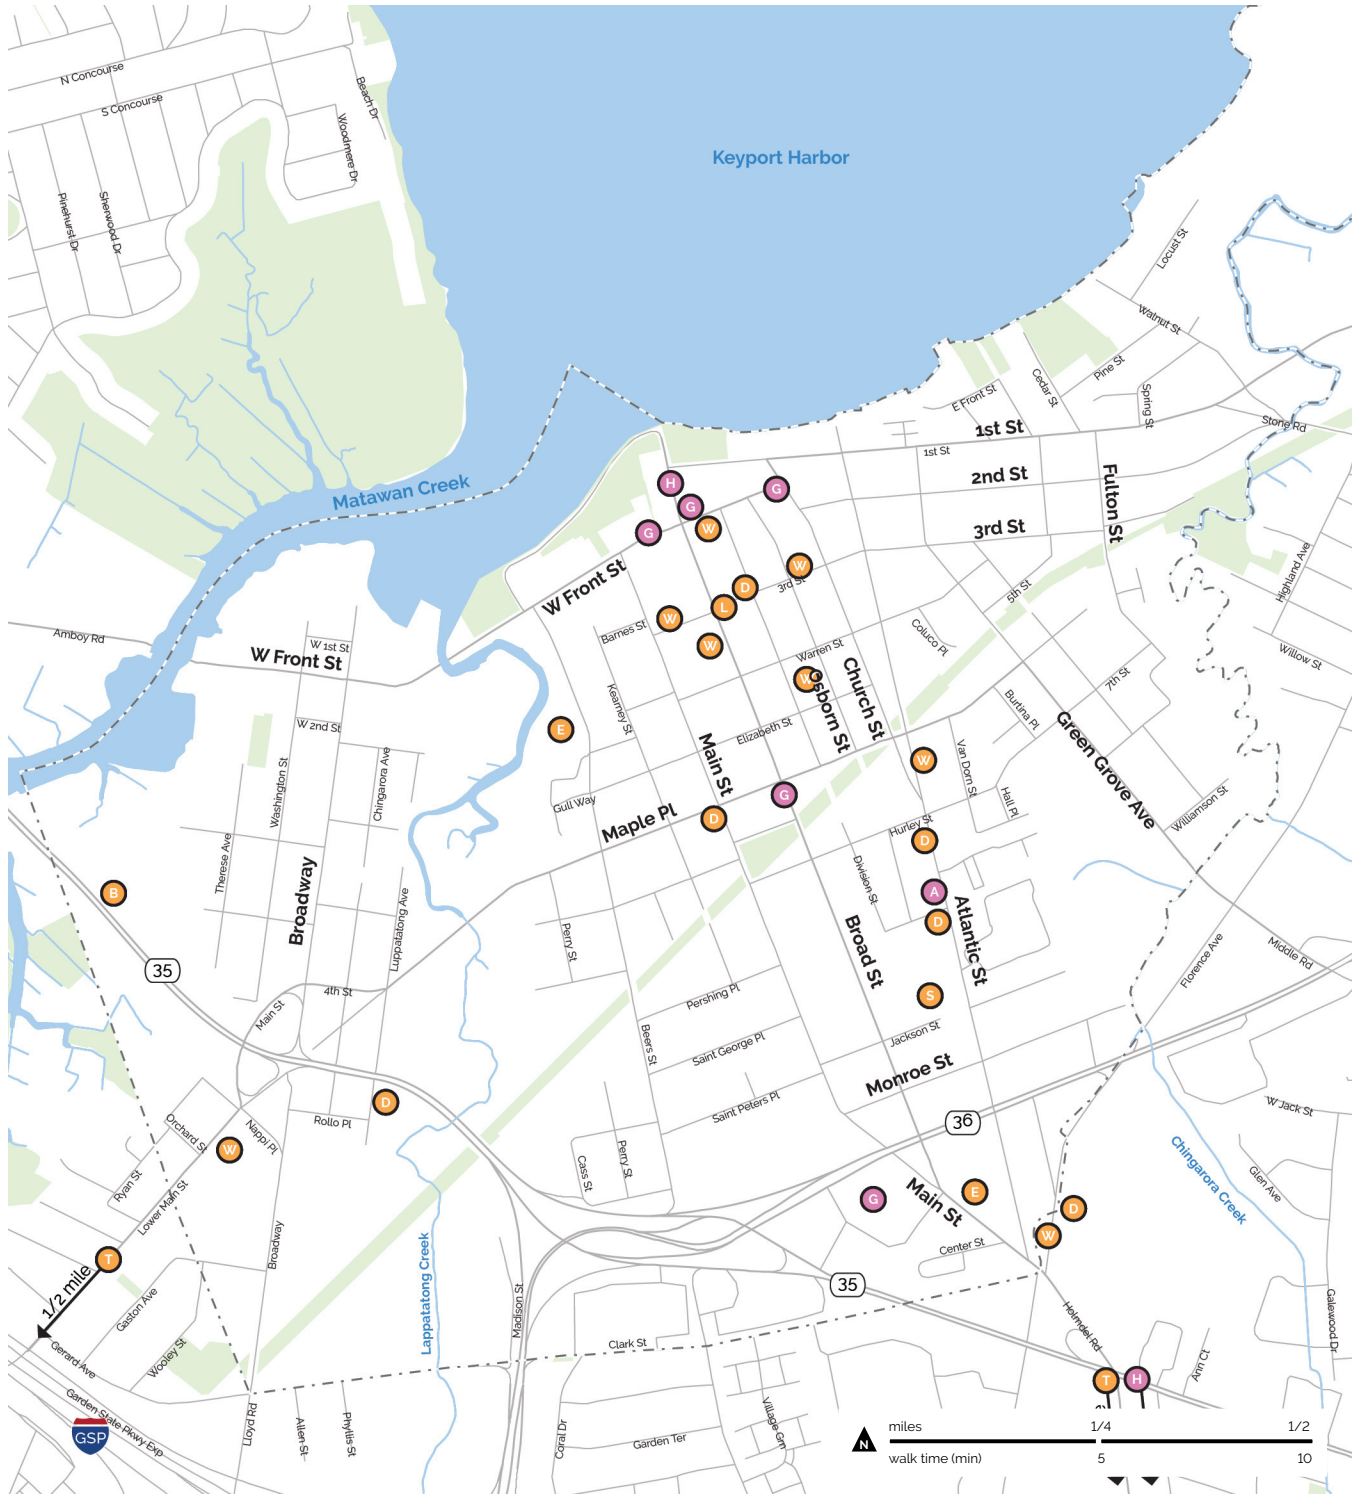 N Concourse
S Concourse
Beach Dr
Woodmere Dr
Pinehurst Dr
Sherwood Dr
Keyport Harbor
Locust St
Walnut St
Pine St
Cedar St
E Front St
Spring St
Stone Rd
1st St
1st St
2nd St
3rd St
Fulton St
Matawan Creek
H
G
G
G
W
W
D
3rd St
L
W
W
W Front St
Barnes St
Warren St
Coluco Pl
5th St
Highland Ave
Willow St
Amboy Rd
W 1st St
W Front St
W 2nd St
Kearney St
W
Osborn St
Church St
7th St
Burtina Pl
Green Grove Ave
E
Elizabeth St
Main St
W
Van Dorn St
Hall Pl
Williamson St
Washington St
Chingarora Ave
Gull Way
Maple Pl
G
D
Hurley St
D
Therese Ave
Broadway
Luppatatong Ave
B
Division St
A
D
Atlantic St
Perry St
Broad St
35
Florence Ave
Middle Rd
4th St
Main St
Pershing Pl
S
Beers St
Saint George Pl
Jackson St
Monroe St
Saint Peters Pl
D
Rollo Pl
36
W Jack St
Orchard St
Nappi Pl
W
Perry St
Cass St
Ryan St
Lower Main St
Chingarora Creek
Glen Ave
G
Main St
E
D
W
Center St
Broadway
Lappatatong Creek
T
1/2 mile
Gaston Ave
Madison St
35
Galewood Dr
Holmdel Rd
Wooley St
Gerard Ave
Clark St
Ann Ct
T
H
Garden State Pkwy Exp
GSP
Lloyd Rd
Allen St
Phyllis St
Coral Dr
Garden Ter
Village Grn
N
miles 1/4 1/2
walk time (min) 5 10